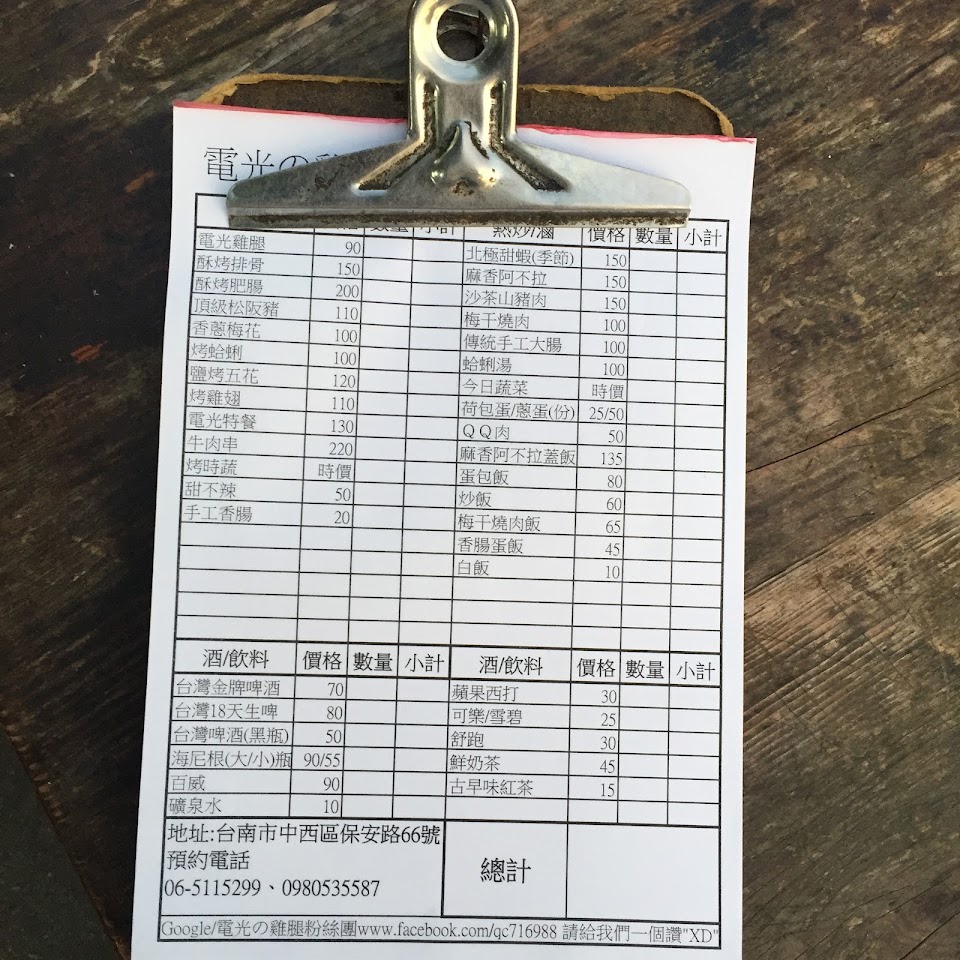 電光の雞
熱炒/滷 價格 數量 小計
電光雞腿 90
酥烤排骨 150
酥烤肥腸 200
頂級松阪豬 110
香蔥梅花 100
烤蛤蜊 100
鹽烤五花 120
烤雞翅 110
電光特餐 130
牛肉串 220
烤時蔬 時價
甜不辣 50
手工香腸 20
北極甜蝦(季節) 150
麻香阿不拉 150
沙茶山豬肉 150
梅干燒肉 100
傳統手工大腸 100
蛤蜊湯 100
今日蔬菜 時價
荷包蛋/蔥蛋(份) 25/50
QQ肉 50
麻香阿不拉蓋飯 135
蛋包飯 80
炒飯 60
梅干燒肉飯 65
香腸蛋飯 45
白飯 10
酒/飲料 價格 數量 小計 酒/飲料 價格 數量 小計
台灣金牌啤酒 70
台灣18天生啤 80
台灣啤酒(黑瓶) 50
海尼根(大/小)瓶 90/55
百威 90
礦泉水 10
蘋果西打 30
可樂/雪碧 25
舒跑 30
鮮奶茶 45
古早味紅茶 15
地址:台南市中西區保安路66號
預約電話
06-5115299、0980535587
總計
Google/電光の雞腿粉絲團www.facebook.com/qc716988 請給我們一個讚"XD"